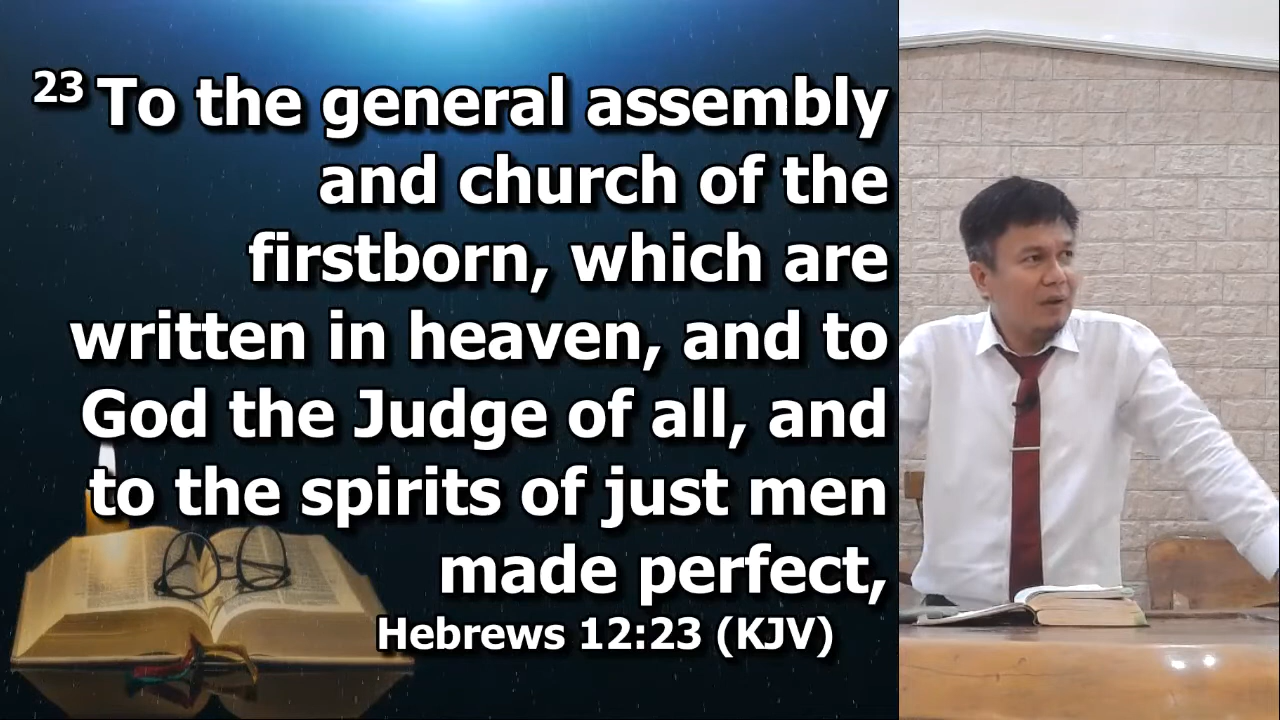 23 To the general assembly
and church of the
firstborn, which are
written in heaven, and to
God the Judge of all, and
to the spirits of just men
made perfect,
Hebrews 12:23 (KJV)